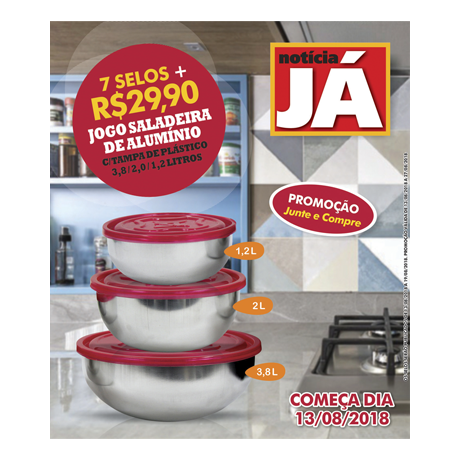 7 SELOS +
R$29,90
JOGO SALADEIRA
DE ALUMÍNIO
C/TAMPA DE PLÁSTICO
3,8/2,0/1,2 LITROS
notícia
JÁ
PROMOÇÃO
Junte e Compre
1,2L
2L
3,8L
COMEÇA DIA
13/08/2018